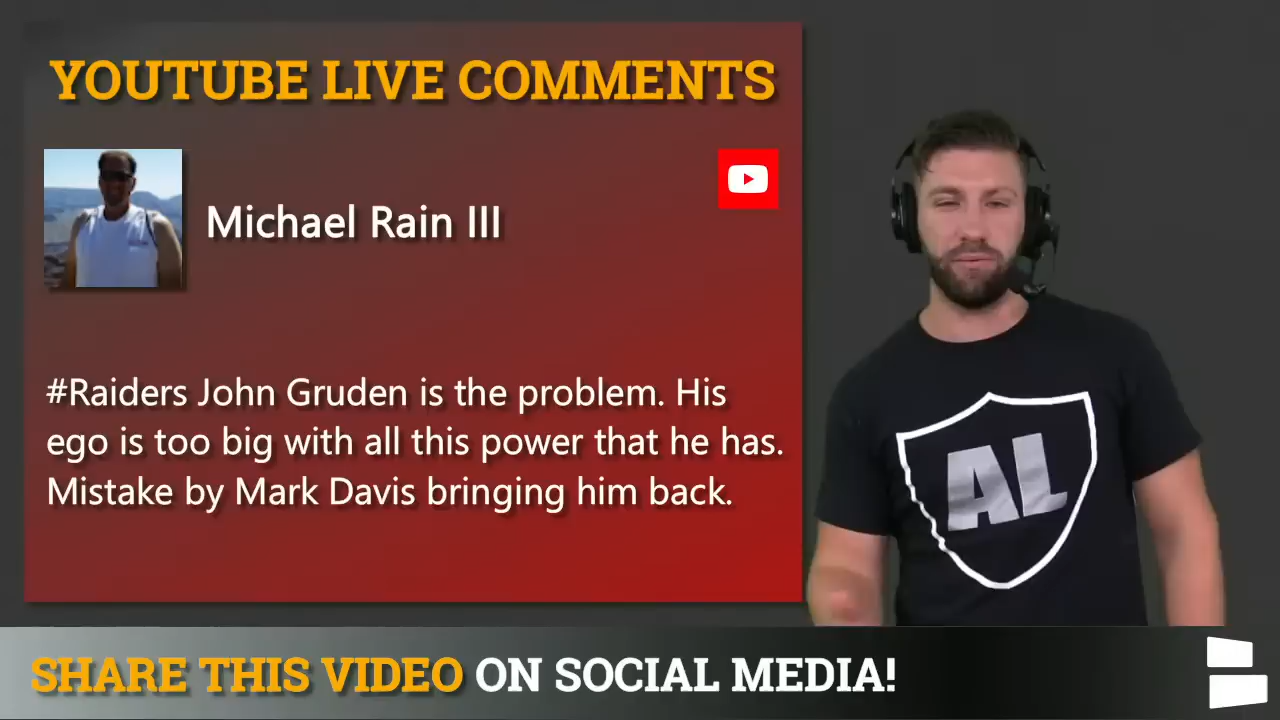 YOUTUBE LIVE COMMENTS
Michael Rain III
#Raiders John Gruden is the problem. His
ego is too big with all this power that he has.
Mistake by Mark Davis bringing him back.
AL
SHARE THIS VIDEO ON SOCIAL MEDIA!